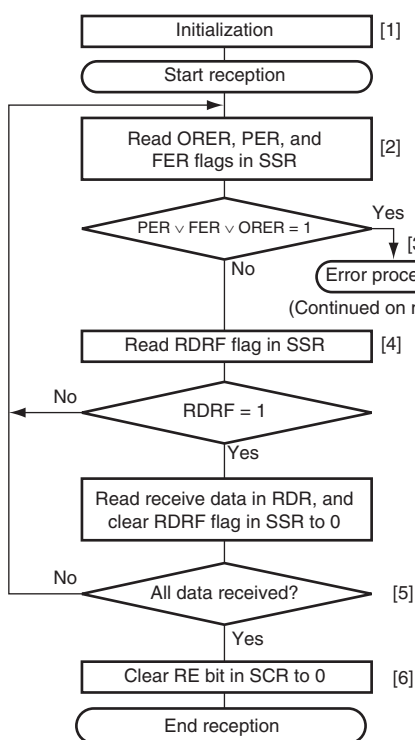 Initialization [1]
Start reception
Read ORER, PER, and
FER flags in SSR [2]
PER ∨ FER ∨ ORER = 1
Yes
No
Error
(Continued on
Read RDRF flag in SSR [4]
No
RDRF = 1
Yes
Read receive data in RDR, and
clear RDRF flag in SSR to 0
No
All data received? [5]
Yes
Clear RE bit in SCR to 0 [6]
End reception